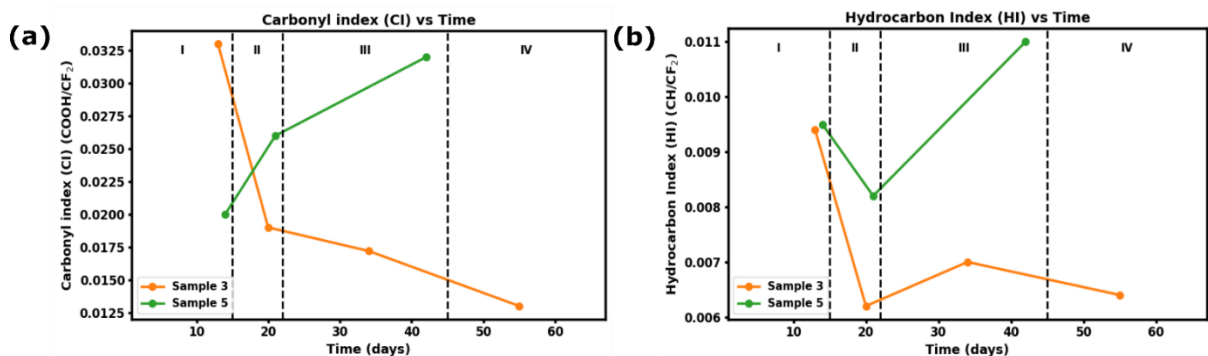 (a)
Carbonyl index (CI) vs Time
Carbonyl index (CI) (COOH/CF₂)
0.0325
0.0300
0.0275
0.0250
0.0225
0.0200
0.0175
0.0150
0.0125
I II III IV
Sample 3
Sample 5
10 20 30 40 50 60
Time (days)
(b)
Hydrocarbon Index (HI) vs Time
Hydrocarbon Index (HI) (CH/CF₂)
0.011
0.010
0.009
0.008
0.007
0.006
I II III IV
Sample 3
Sample 5
10 20 30 40 50 60
Time (days)